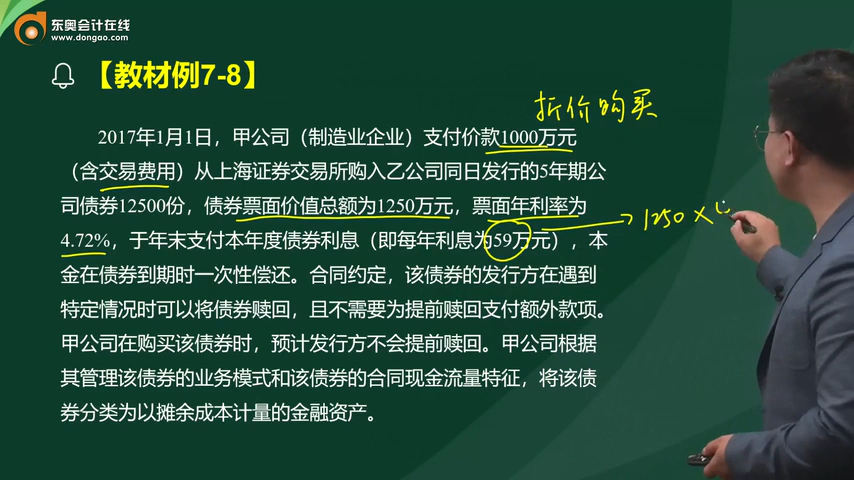 东奥会计在线
www.dongao.com
【教材例7-8】
折价购买
2017年1月1日，甲公司（制造业企业）支付价款1000万元
（含交易费用）从上海证券交易所购入乙公司同日发行的5年期公
司债券12500份，债券票面价值总额为1250万元，票面年利率为
1250×
4.72%，于年末支付本年度债券利息（即每年利息为59万元），本
金在债券到期时一次性偿还。合同约定，该债券的发行方在遇到
特定情况时可以将债券赎回，且不需要为提前赎回支付额外款项。
甲公司在购买该债券时，预计发行方不会提前赎回。甲公司根据
其管理该债券的业务模式和该债券的合同现金流量特征，将该债
券分类为以摊余成本计量的金融资产。